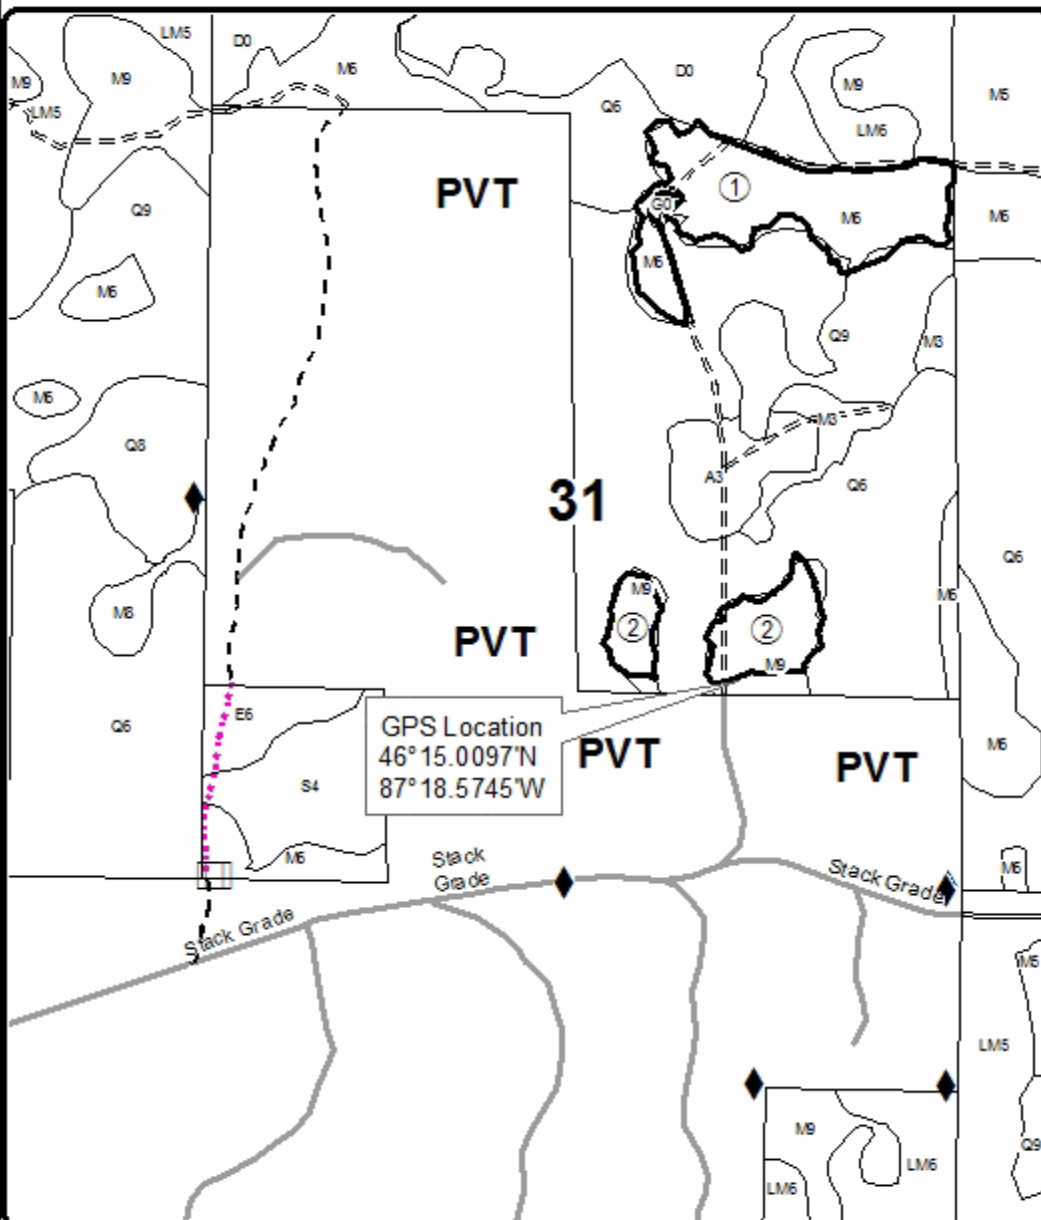 LM5
D0
M6
D0
M9
M9
M9
M5
LM5
Q6
LM6
PVT
1
Q9
G0
M6
M6
M6
M6
Q9
M3
M6
M3
Q8
A3
Q6
31
Q6
M9
M6
M8
2
2
PVT
M9
E6
Q6
GPS Location
46°15.0097'N
87°18.5745'W
PVT
PVT
M6
S4
M6
Stack
Grade
Stack Grade
M6
Stack Grade
M5
LM5
M9
Q9
LM6
LM6